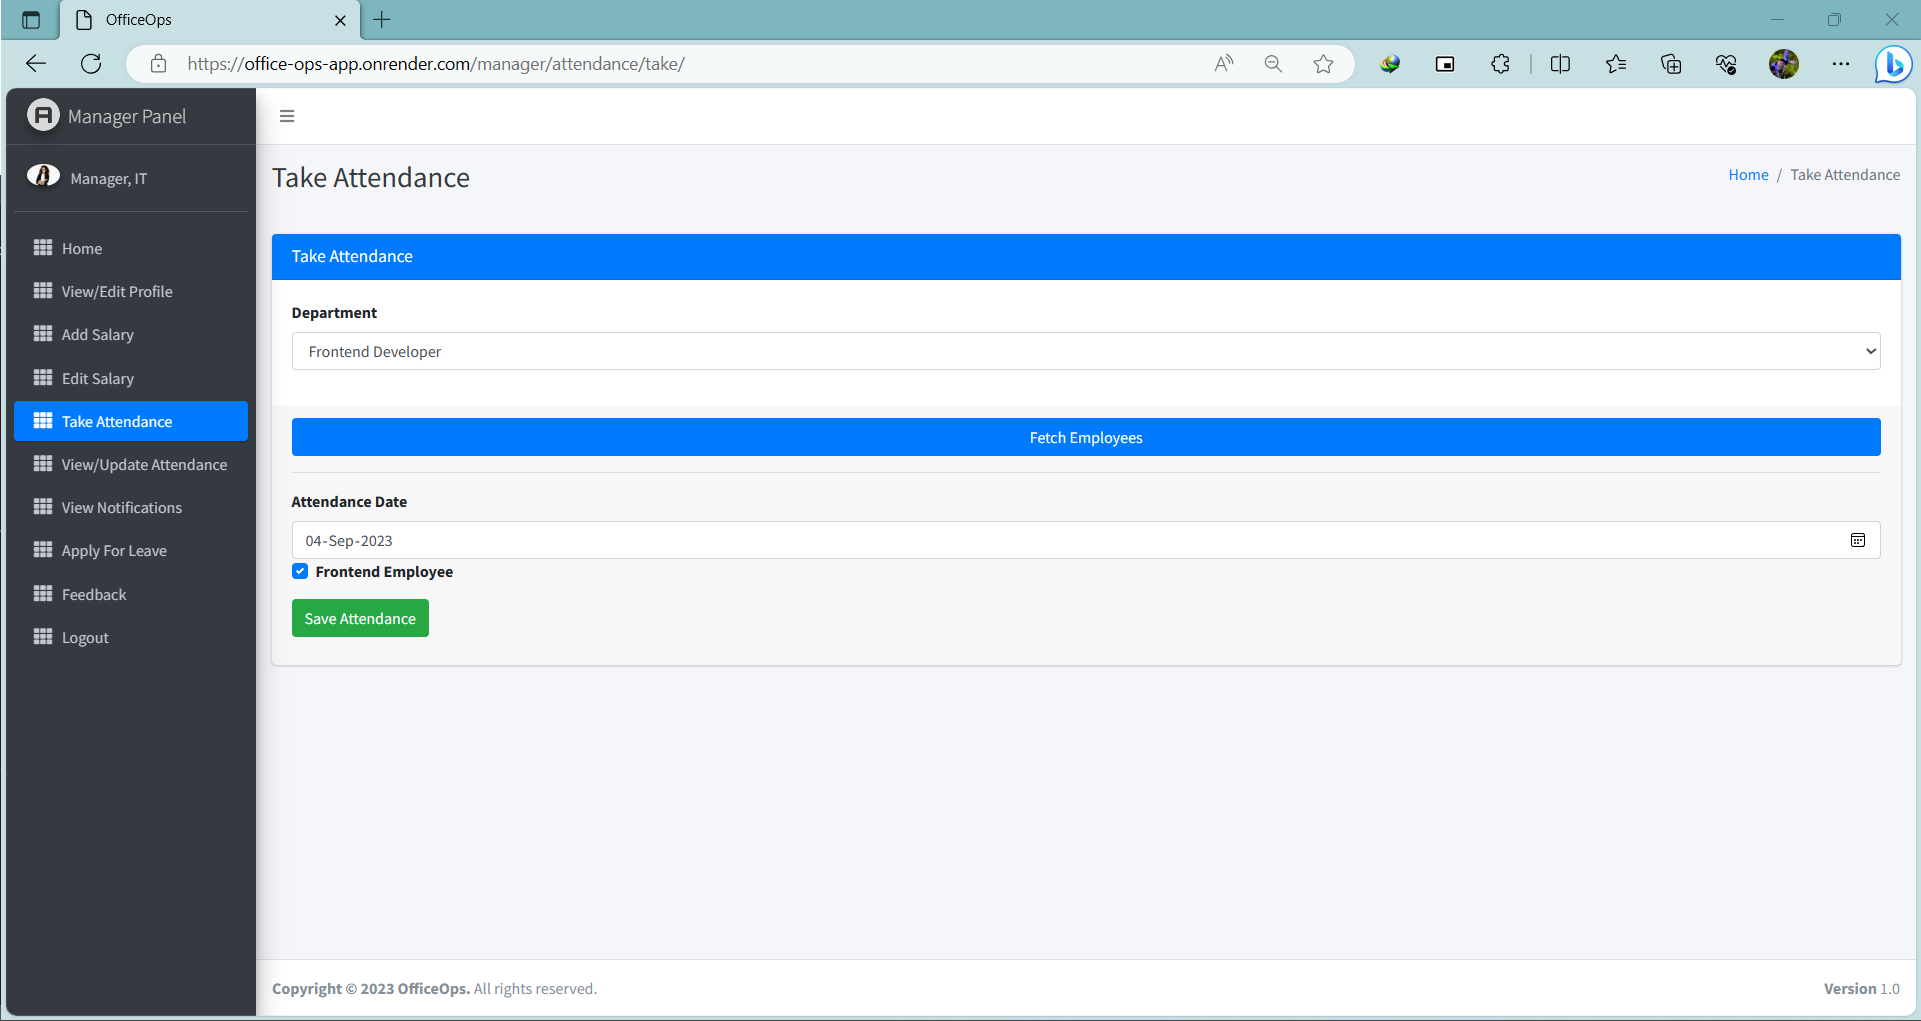 OfficeOps
https://office-ops-app.onrender.com/manager/attendance/take/
Manager Panel
Manager, IT
Home
View/Edit Profile
Add Salary
Edit Salary
Take Attendance
View/Update Attendance
View Notifications
Apply For Leave
Feedback
Logout
Take Attendance
Home / Take Attendance
Take Attendance
Department
Frontend Developer
Fetch Employees
Attendance Date
04-Sep-2023
Frontend Employee
Save Attendance
Copyright © 2023 OfficeOps. All rights reserved.
Version 1.0